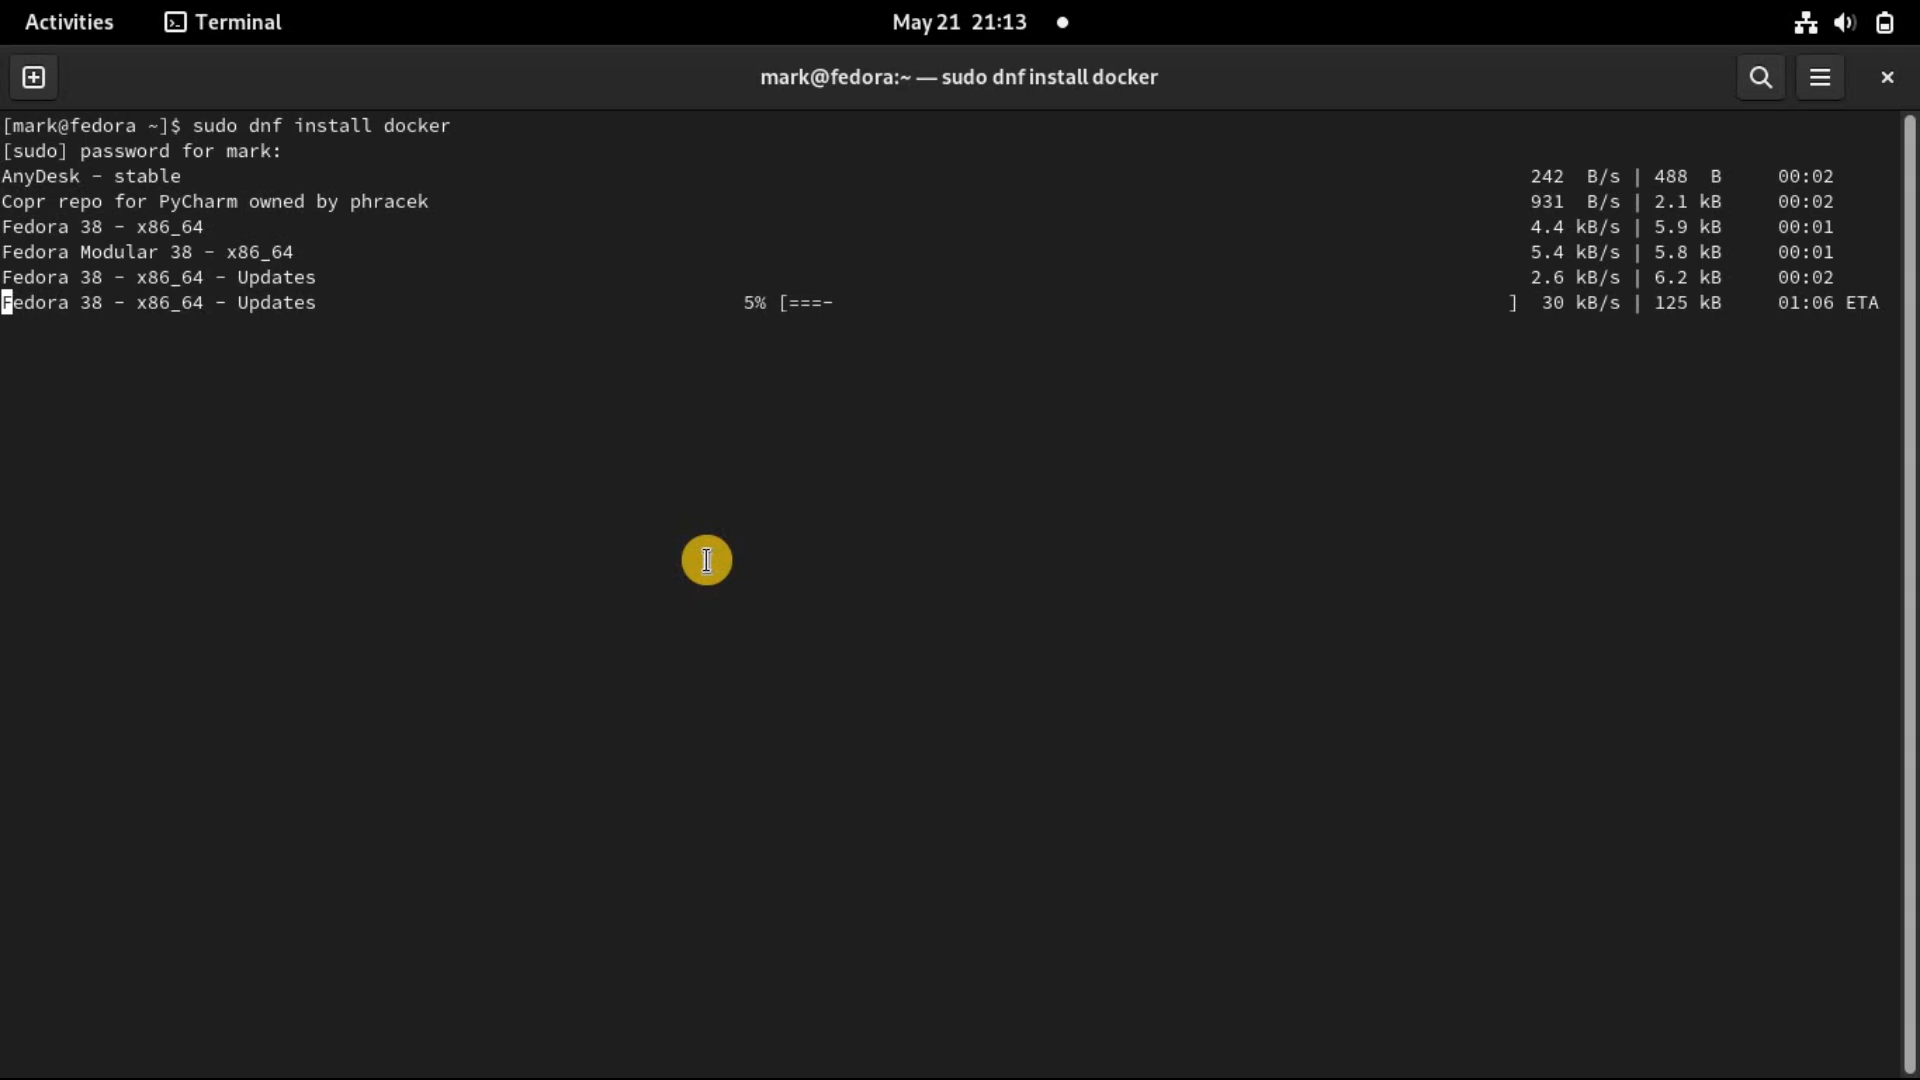 Activities Terminal May 21 21:13
mark@fedora:~ — sudo dnf install docker
[mark@fedora ~]$ sudo dnf install docker
[sudo] password for mark:
AnyDesk - stable 242 B/s | 488 B 00:02
Copr repo for PyCharm owned by phracek 931 B/s | 2.1 kB 00:02
Fedora 38 - x86_64 4.4 kB/s | 5.9 kB 00:01
Fedora Modular 38 - x86_64 5.4 kB/s | 5.8 kB 00:01
Fedora 38 - x86_64 - Updates 2.6 kB/s | 6.2 kB 00:02
Fedora 38 - x86_64 - Updates 5% [===- ] 30 kB/s | 125 kB 01:06 ETA